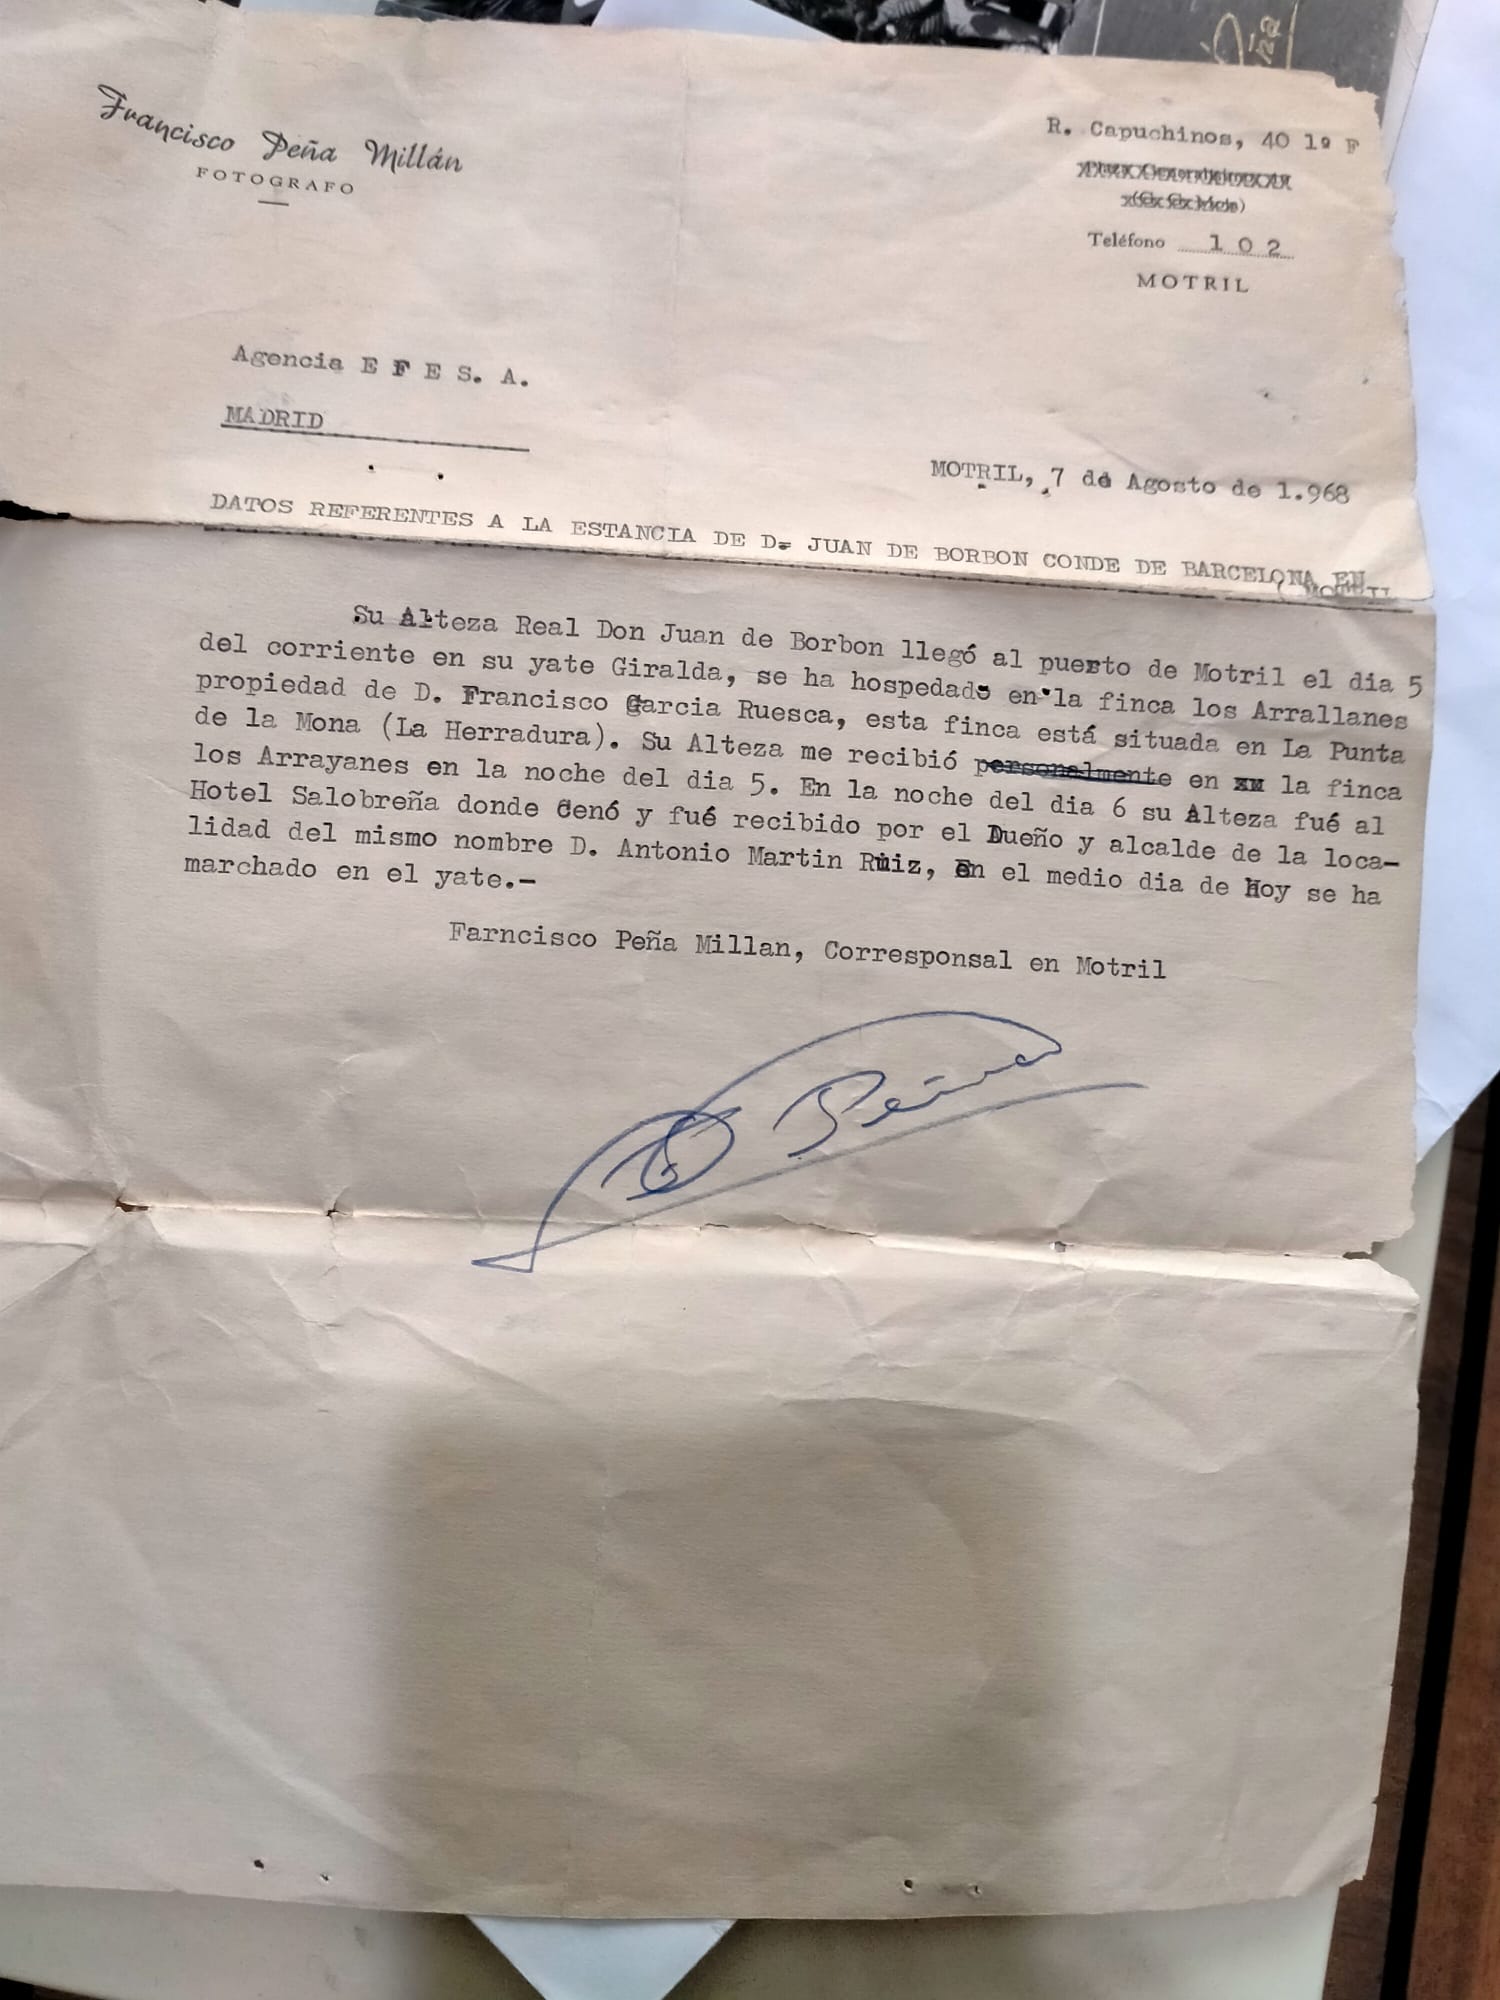 Francisco Peña Millán
FOTOGRAFO
R. Capuchinos, 40 1º F
Teléfono 102
MOTRIL
Agencia E F E S. A.
MADRID
MOTRIL, 7 de Agosto de 1.968
DATOS REFERENTES A LA ESTANCIA DE D. JUAN DE BORBON CONDE DE BARCELONA EN
( MOTRIL
Su Alteza Real Don Juan de Borbon llegó al puerto de Motril el dia 5
del corriente en su yate Giralda, se ha hospedado en la finca los Arrallanes
propiedad de D. Francisco Garcia Ruesca, esta finca está situada en La Punta
de la Mona (La Herradura). Su Alteza me recibió personalmente en la finca
los Arrayanes en la noche del dia 5. En la noche del dia 6 su Alteza fué al
Hotel Salobreña donde Cenó y fué recibido por el Dueño y alcalde de la loca-
lidad del mismo nombre D. Antonio Martin Ruiz, En el medio dia de Hoy se ha
marchado en el yate.-
Farncisco Peña Millan, Corresponsal en Motril
Peña